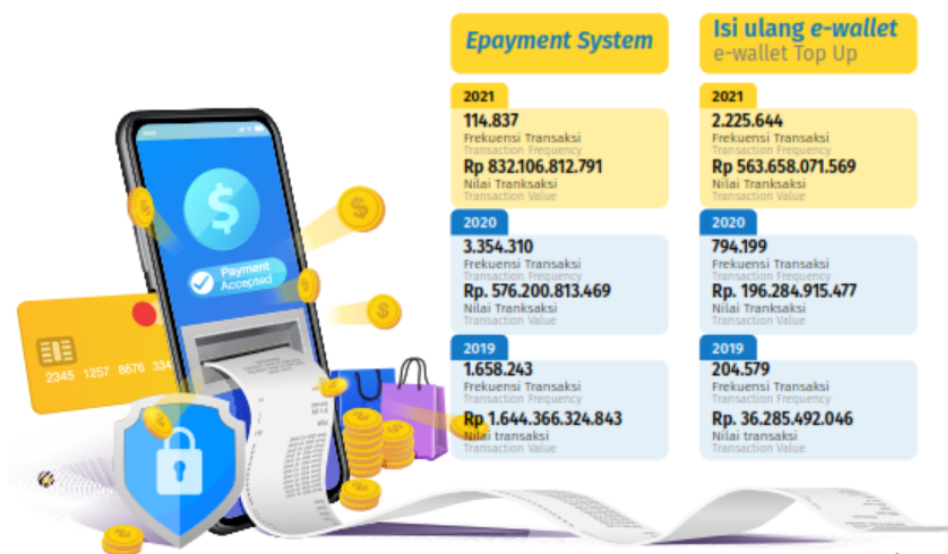 Epayment System
2021
114.837
Frekuensi Transaksi
Transaction Frequency
Rp 832.106.812.791
Nilai Tranksaksi
Transaction Value
2020
3.354.310
Frekuensi Transaksi
Transaction Frequency
Rp. 576.200.813.469
Nilai Tranksaksi
Transaction Value
2019
1.658.243
Frekuensi Transaksi
Transaction Frequency
Rp 1.644.366.324.843
Nilai transaksi
Transaction Value
Isi ulang e-wallet
e-wallet Top Up
2021
2.225.644
Frekuensi Transaksi
Transaction Frequency
Rp 563.658.071.569
Nilai Tranksaksi
Transaction Value
2020
794.199
Frekuensi Transaksi
Transaction Frequency
Rp. 196.284.915.477
Nilai Tranksaksi
Transaction Value
2019
204.579
Frekuensi Transaksi
Transaction Frequency
Rp. 36.285.492.046
Nilai transaksi
Transaction Value
$
Payment
Accepted
2345 1257 8676 334